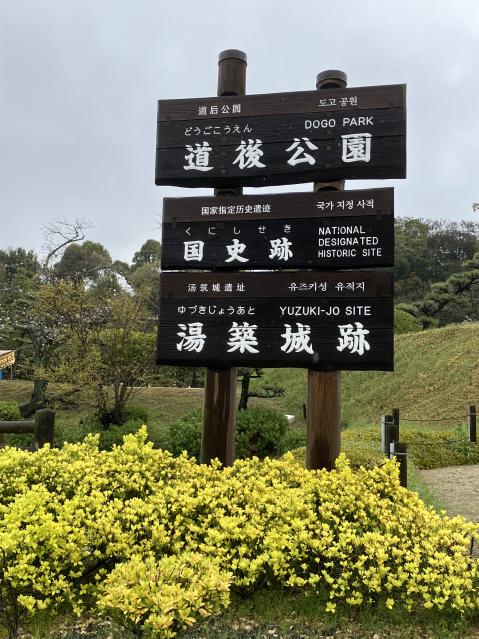 道后公园 도고 공원
どうごこうえん DOGO PARK
道後公園
国家指定历史遗迹 국가 지정 사적
くにしせき NATIONAL
DESIGNATED
国史跡 HISTORIC SITE
汤筑城遗址 유즈키성 유적지
ゆづきじょうあと YUZUKI-JO SITE
湯築城跡